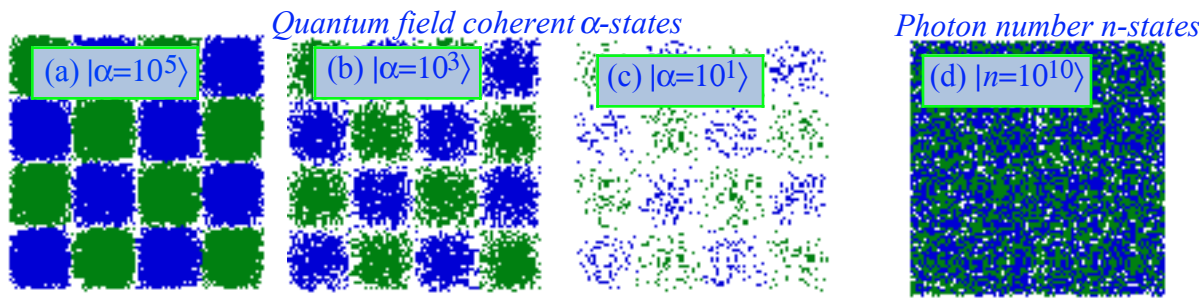 Quantum field coherent α-states
Photon number n-states
(a) |α=10⁵⟩
(b) |α=10³⟩
(c) |α=10¹⟩
(d) |n=10¹⁰⟩